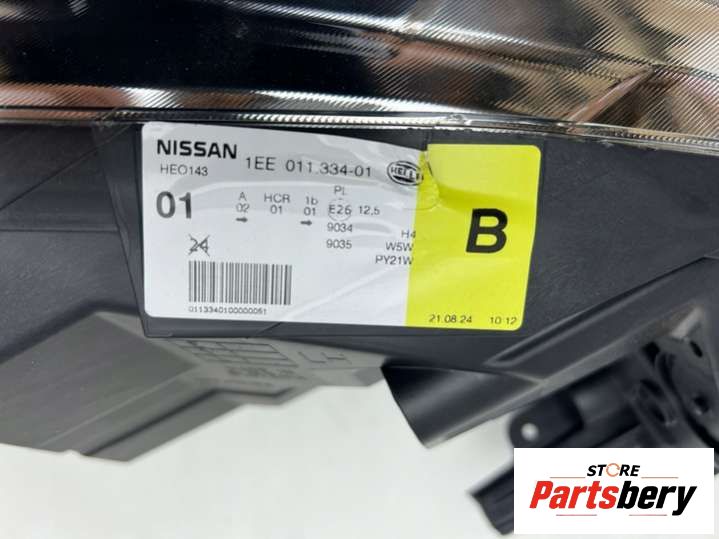 NISSAN 1EE 011.334-01 HELLA
HEO143
PL
01 A HCR 1b E26 12,5
02 01 01
9034 H4
24 9035 W5W
PY21W
B
0113340100000051
21.08.24 10:12
STORE
Partsbery